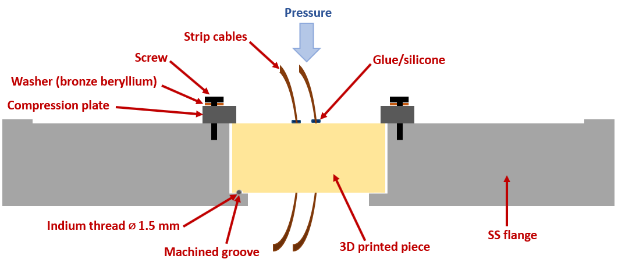 Pressure
Strip cables
Screw
Glue/silicone
Washer (bronze beryllium)
Compression plate
Indium thread ø 1.5 mm
Machined groove
3D printed piece
SS flange